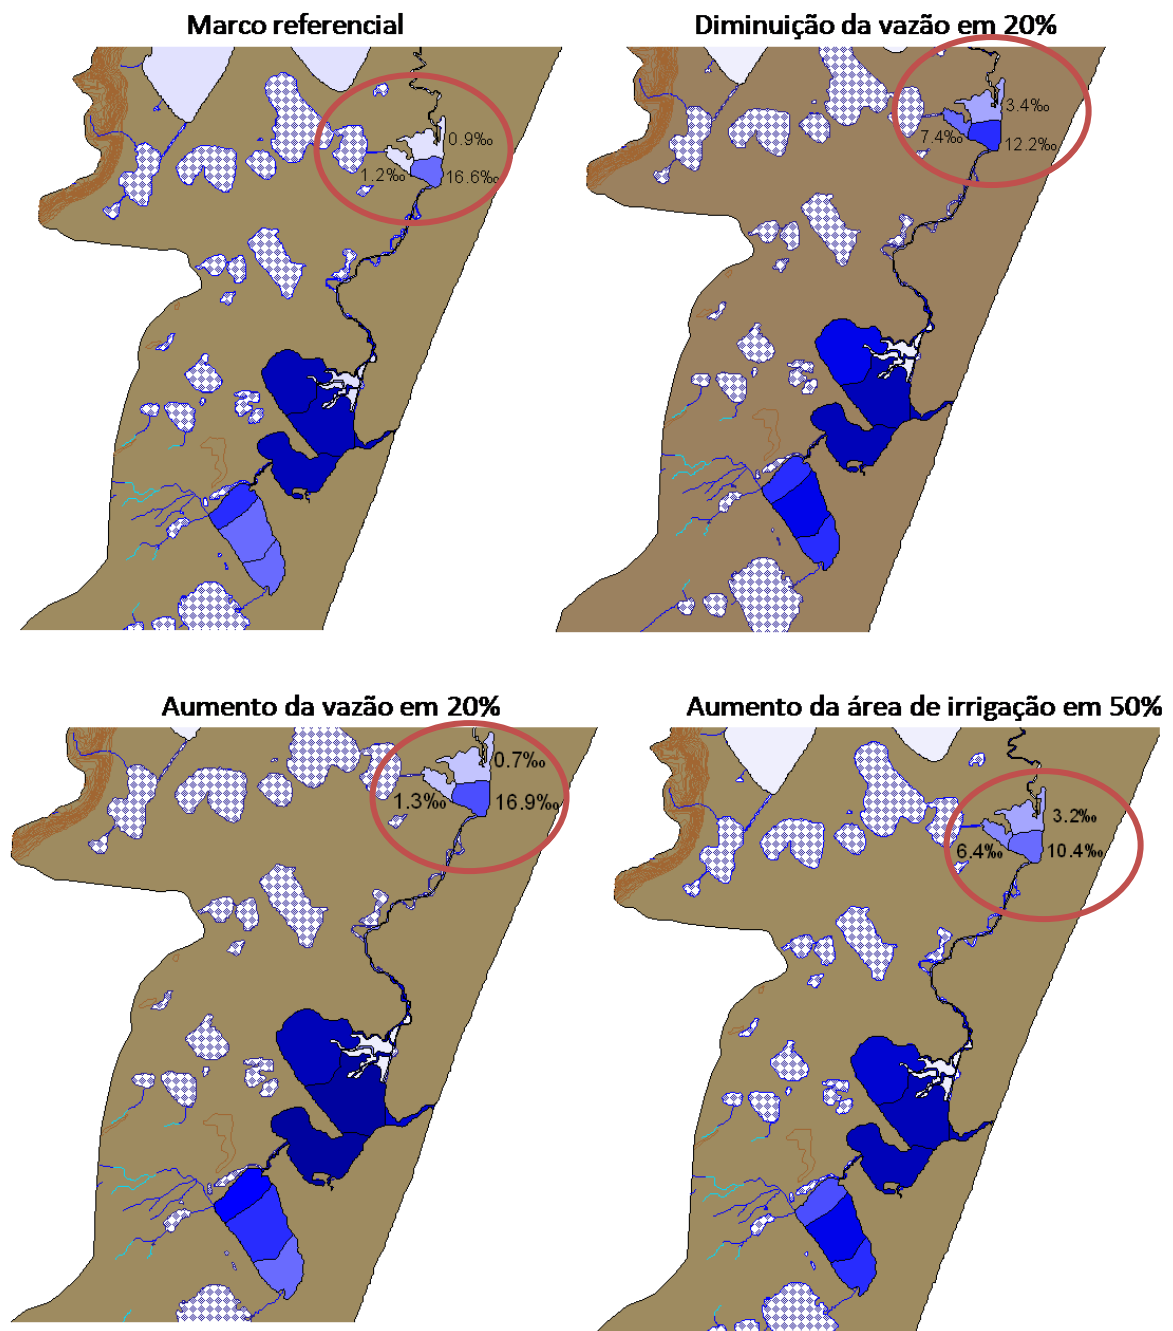 Marco referencial
Diminuição da vazão em 20%
0.9‰
1.2‰ 16.6‰
3.4‰
7.4‰ 12.2‰
Aumento da vazão em 20%
Aumento da área de irrigação em 50%
0.7‰
1.3‰ 16.9‰
3.2‰
6.4‰ 10.4‰